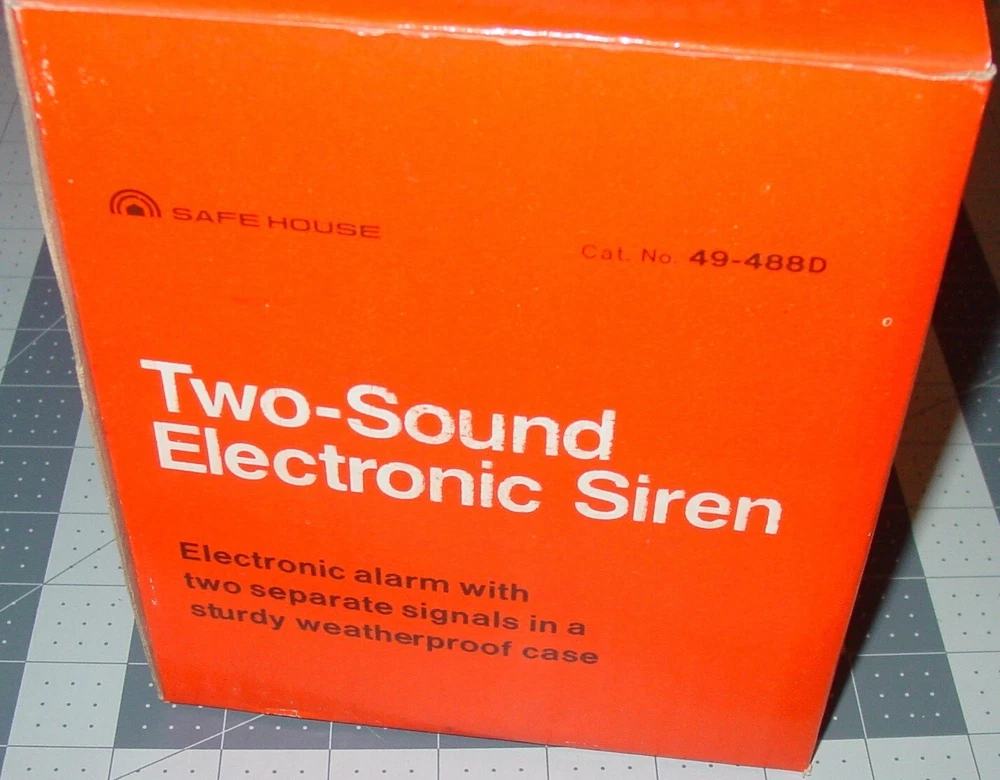 SAFE HOUSE
Cat. No. 49-488D
Two-Sound
Electronic Siren
Electronic alarm with
two separate signals in a
sturdy weatherproof case